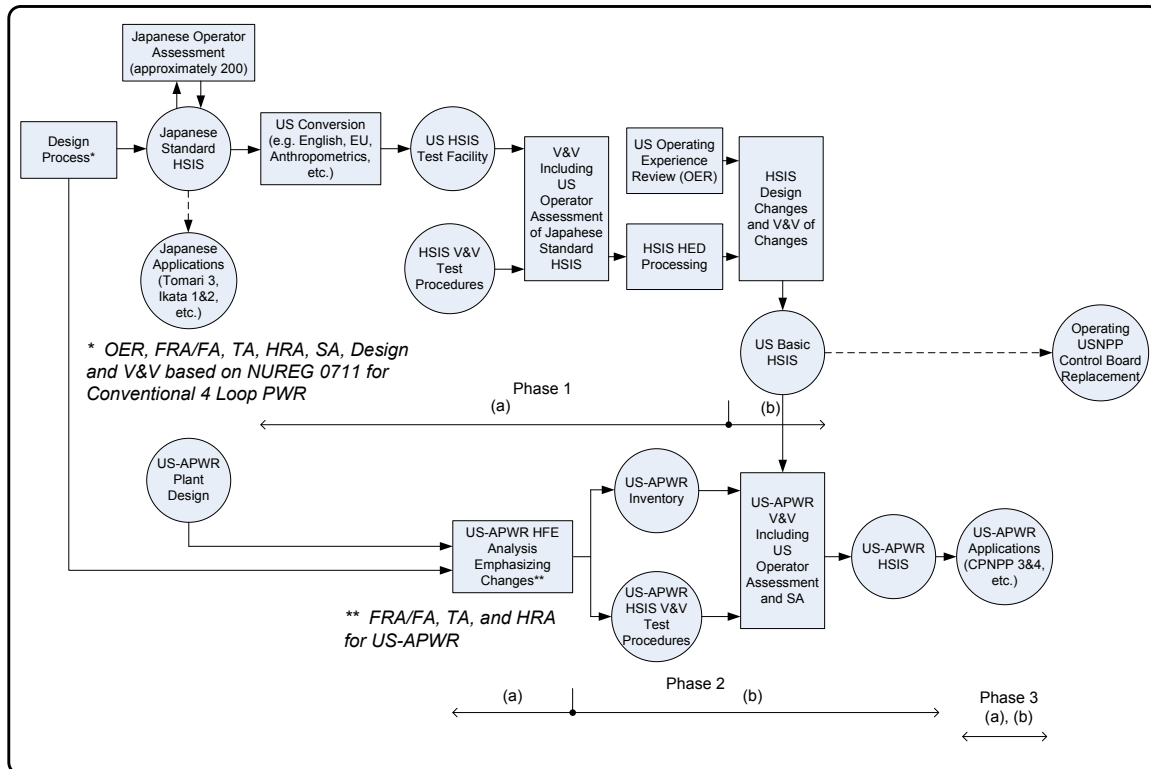 Japanese Operator
Assessment
(approximately 200)
Design
Process*
Japanese
Standard
HSIS
US Conversion
(e.g. English, EU,
Anthropometrics,
etc.)
US HSIS
Test Facility
V&V
Including
US
Operator
Assessment
of Japahese
Standard
HSIS
US Operating
Experience
Review (OER)
HSIS
Design
Changes
and V&V of
Changes
Japanese
Applications
(Tomari 3,
Ikata 1&2,
etc.)
HSIS V&V
Test
Procedures
HSIS HED
Processing
US Basic
HSIS
Operating
USNPP
Control Board
Replacement
* OER, FRA/FA, TA, HRA, SA, Design
and V&V based on NUREG 0711 for
Conventional 4 Loop PWR
Phase 1
(a)
(b)
US-APWR
Plant
Design
US-APWR HFE
Analysis
Emphasizing
Changes**
US-APWR
Inventory
US-APWR
HSIS V&V
Test
Procedures
US-APWR
V&V
Including
US
Operator
Assessment
and SA
US-APWR
HSIS
US-APWR
Applications
(CPNPP 3&4,
etc.)
** FRA/FA, TA, and HRA
for US-APWR
Phase 2
(a)
(b)
Phase 3
(a), (b)